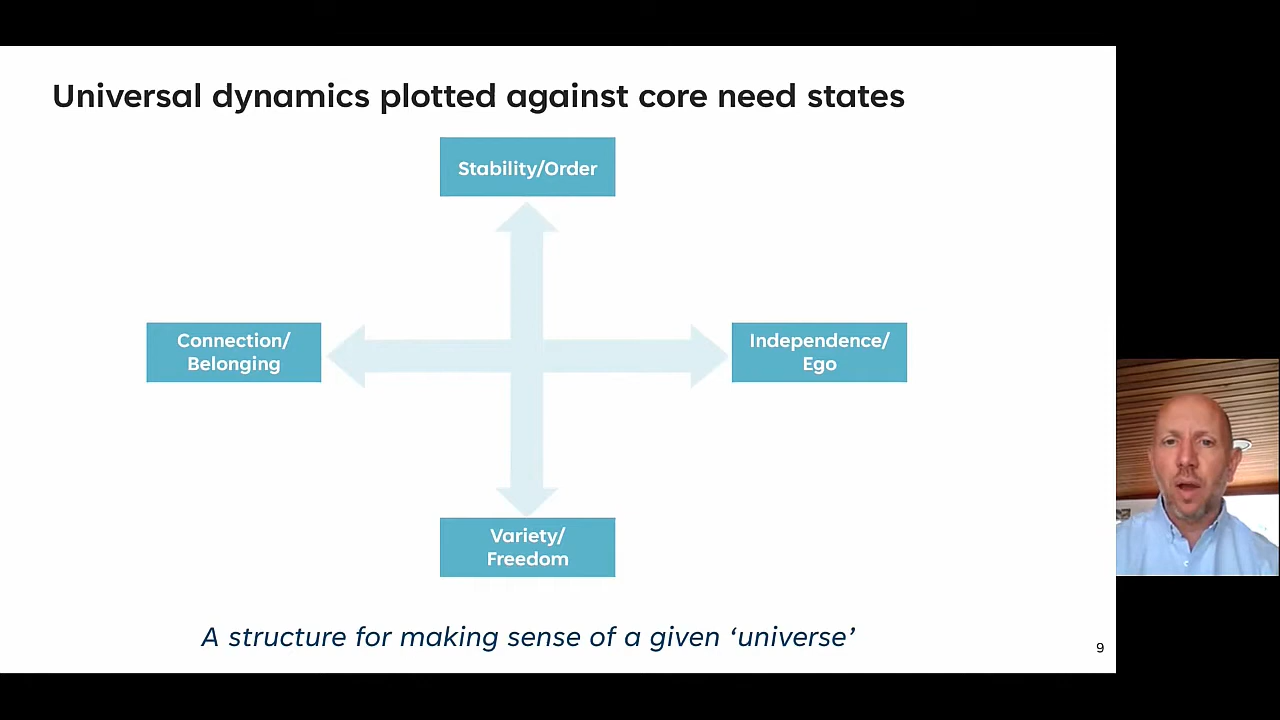 Universal dynamics plotted against core need states
Stability/Order
Connection/
Belonging
Independence/
Ego
Variety/
Freedom
A structure for making sense of a given ‘universe’
9